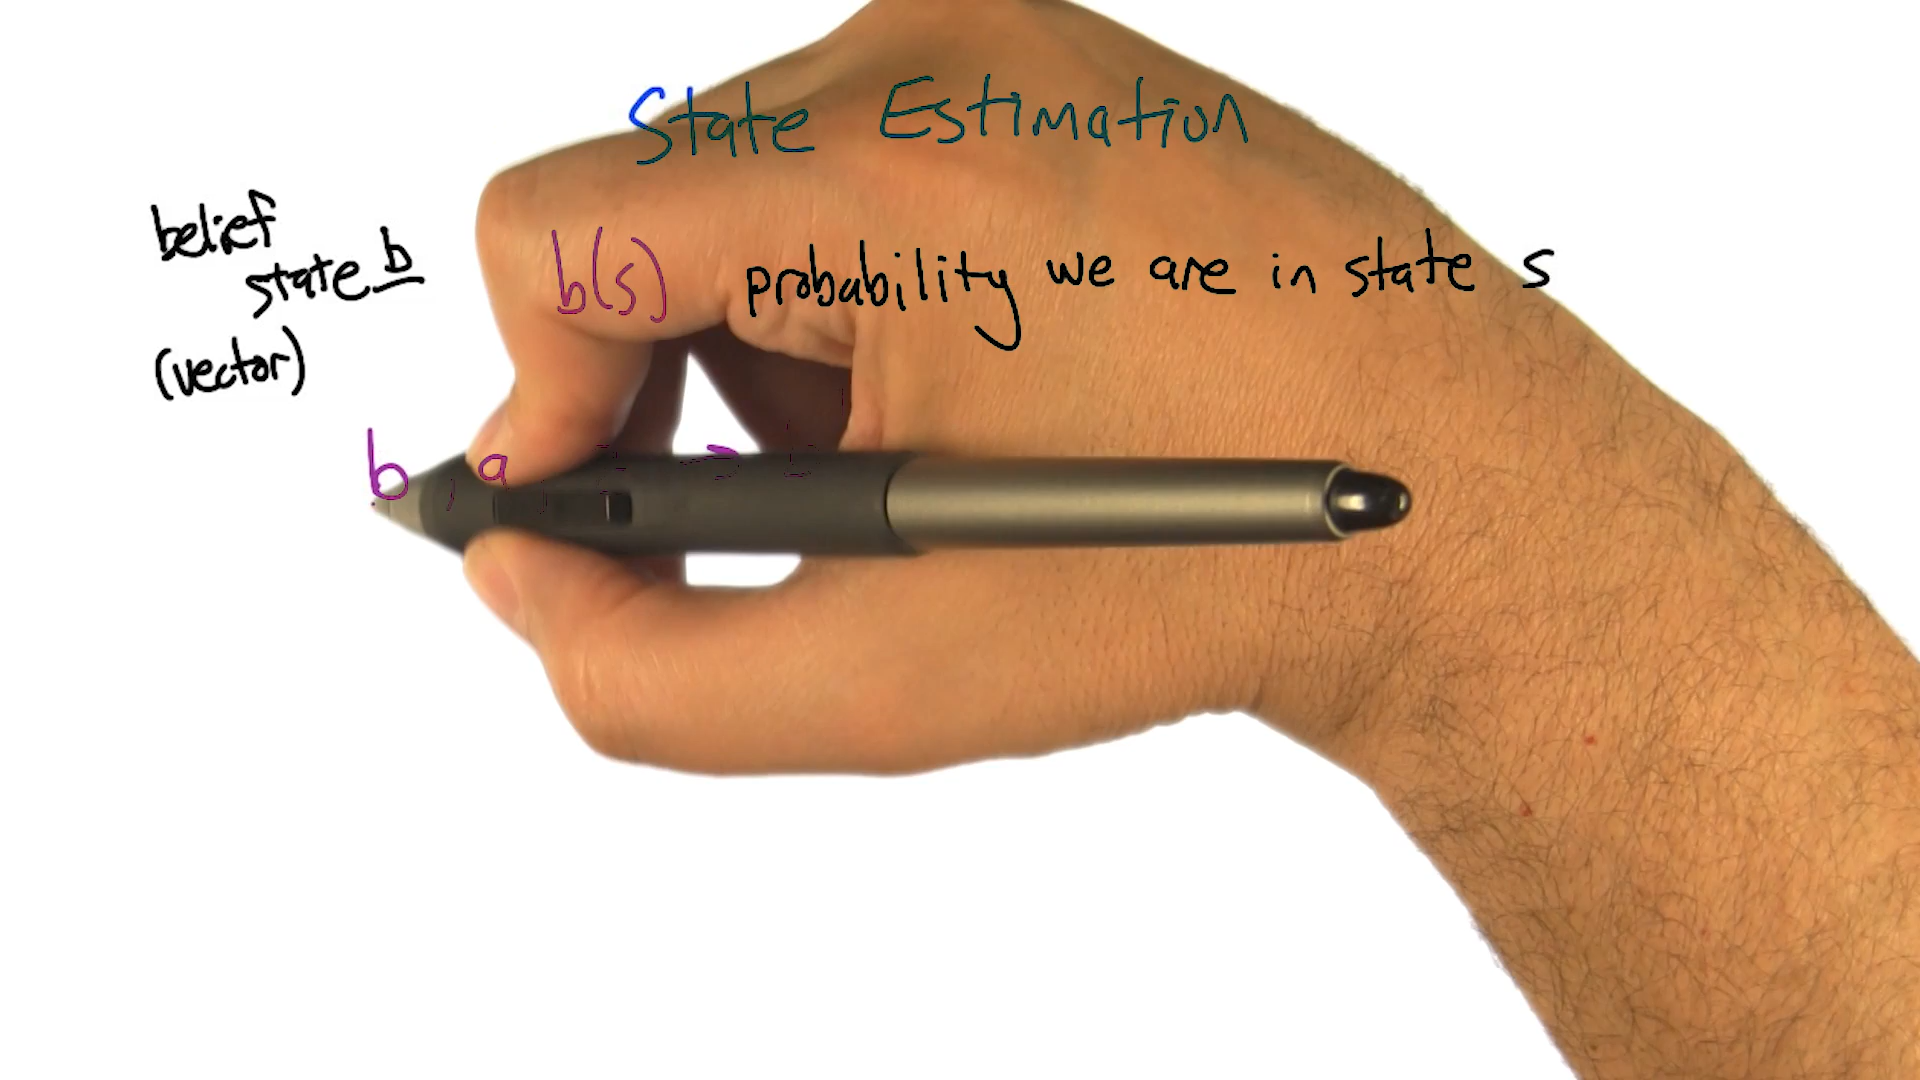 State Estimation
belief
state b
b(s) probability we are in state s
(vector)
b, a, → b